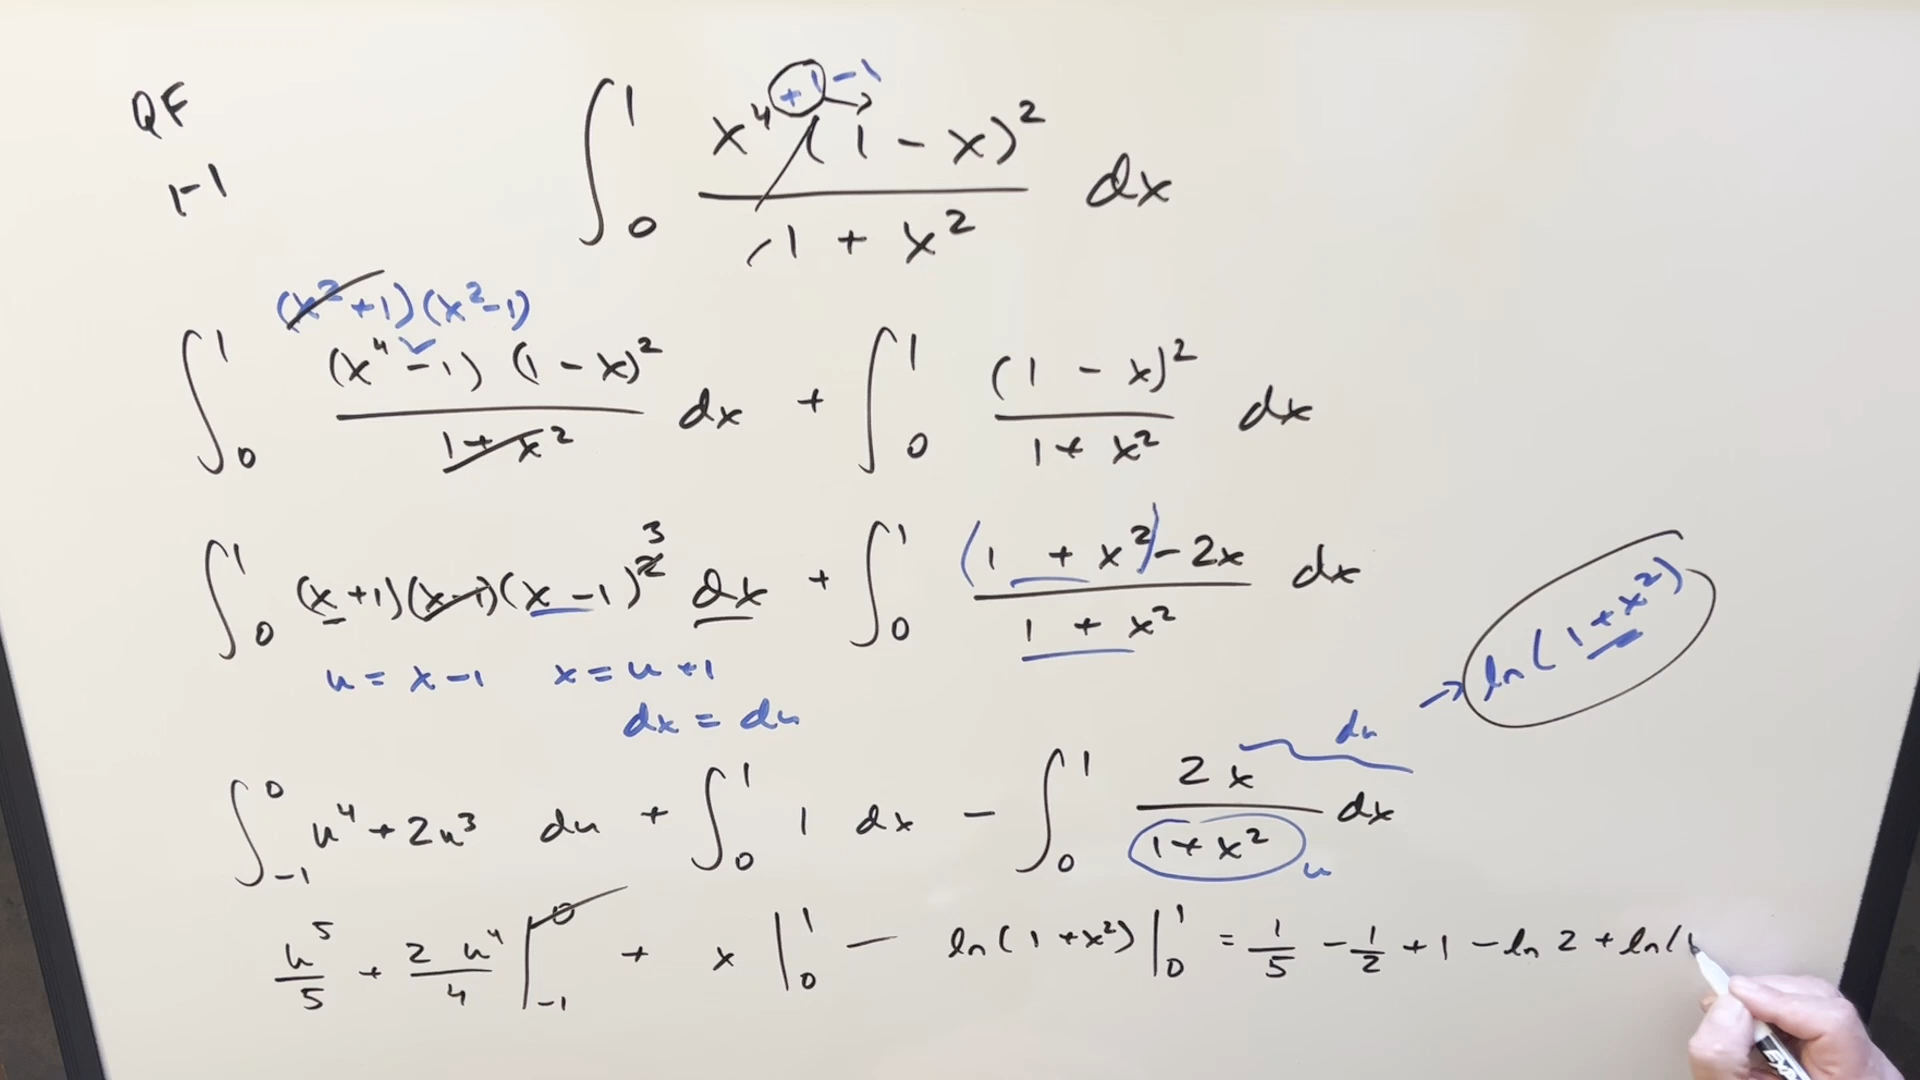 QF
1-1
∫₀¹ x⁴ +1 -1 (1 - x)² / 1 + x² dx
(x²+1)(x²-1)
∫₀¹ (x⁴ - 1) (1 - x)² / 1 + x² dx + ∫₀¹ (1 - x)² / 1 + x² dx
∫₀¹ (x+1)(x-1)(x-1)²3 dx + ∫₀¹ (1 + x²) - 2x / 1 + x² dx
u = x - 1 x = u + 1
dx = du
→ ln(1+x²)
du
∫₋₁⁰ u⁴ + 2u³ du + ∫₀¹ 1 dx - ∫₀¹ 2x / 1 + x² dx
u
u⁵/5 + 2u⁴/4 |₋₁⁰ + x |₀¹ - ln(1 + x²) |₀¹ = 1/5 - 1/2 + 1 - ln 2 + ln(